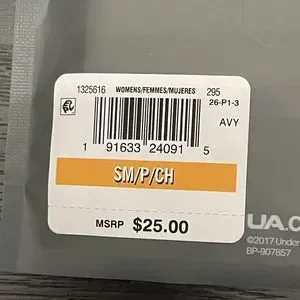 1325616 WOMENS/FEMMES/MUJERES 295
26-P1-3
AVY
1 91633 24091 5
SM/P/CH
MSRP $25.00
UA.C
©2017 Under
BP-907857